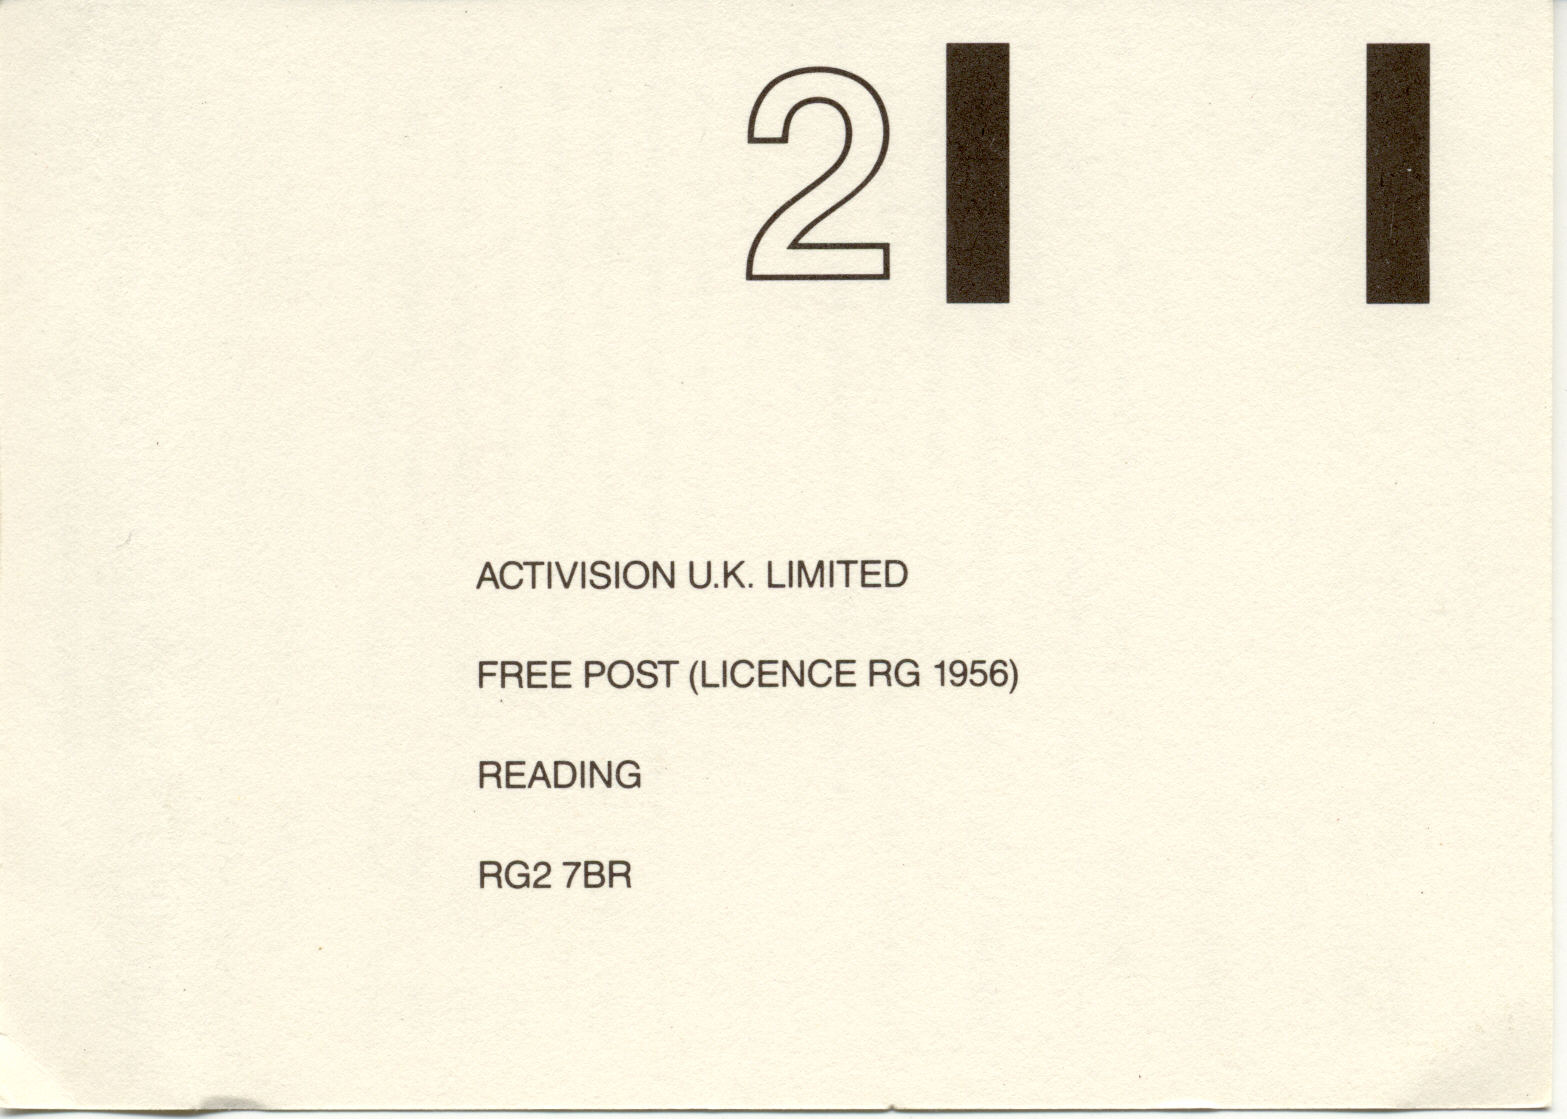 2
ACTIVISION U.K. LIMITED
FREE POST (LICENCE RG 1956)
READING
RG2 7BR